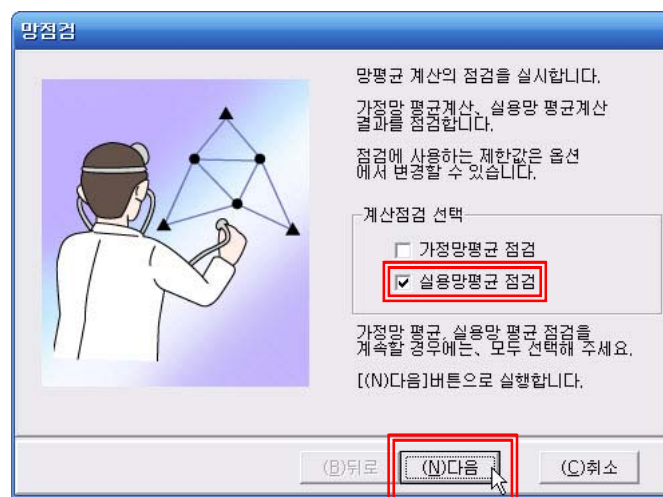 망점검
망평균 계산의 점검을 실시합니다.
가정망 평균계산、실용망 평균계산
결과를 점검합니다.
점검에 사용하는 제한값은 옵션
에서 변경할 수 있습니다.
계산점검 선택
가정망평균 점검
실용망평균 점검
가정망 평균, 실용망 평균 점검을
계속할 경우에는、모두 선택해 주세요.
[(N)다음]버튼으로 실행합니다.
(B)뒤로 (N)다음 (C)취소